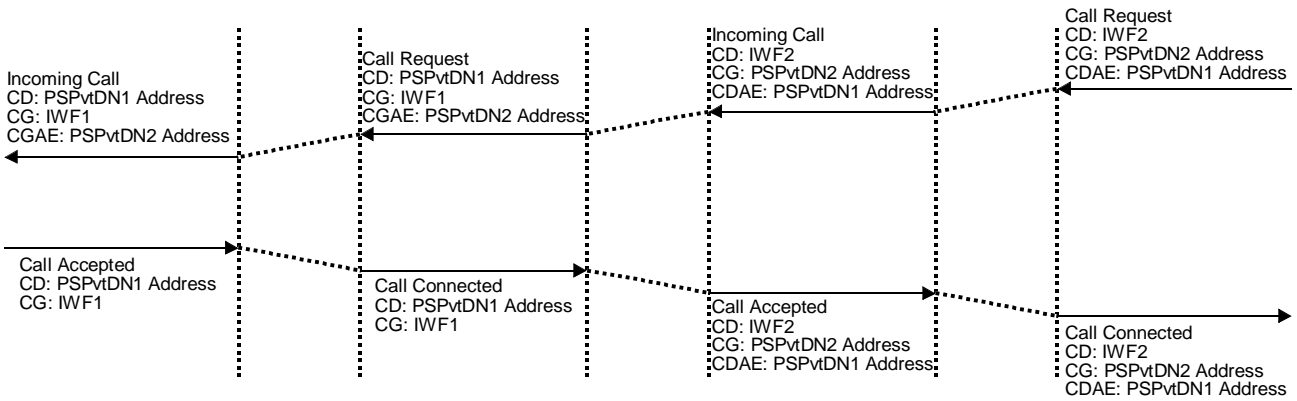 Incoming Call
CD: PSPvtDN1 Address
CG: IWF1
CGAE: PSPvtDN2 Address
Call Request
CD: PSPvtDN1 Address
CG: IWF1
CGAE: PSPvtDN2 Address
Incoming Call
CD: IWF2
CG: PSPvtDN2 Address
CDAE: PSPvtDN1 Address
Call Request
CD: IWF2
CG: PSPvtDN2 Address
CDAE: PSPvtDN1 Address
Call Accepted
CD: PSPvtDN1 Address
CG: IWF1
Call Connected
CD: PSPvtDN1 Address
CG: IWF1
Call Accepted
CD: IWF2
CG: PSPvtDN2 Address
CDAE: PSPvtDN1 Address
Call Connected
CD: IWF2
CG: PSPvtDN2 Address
CDAE: PSPvtDN1 Address